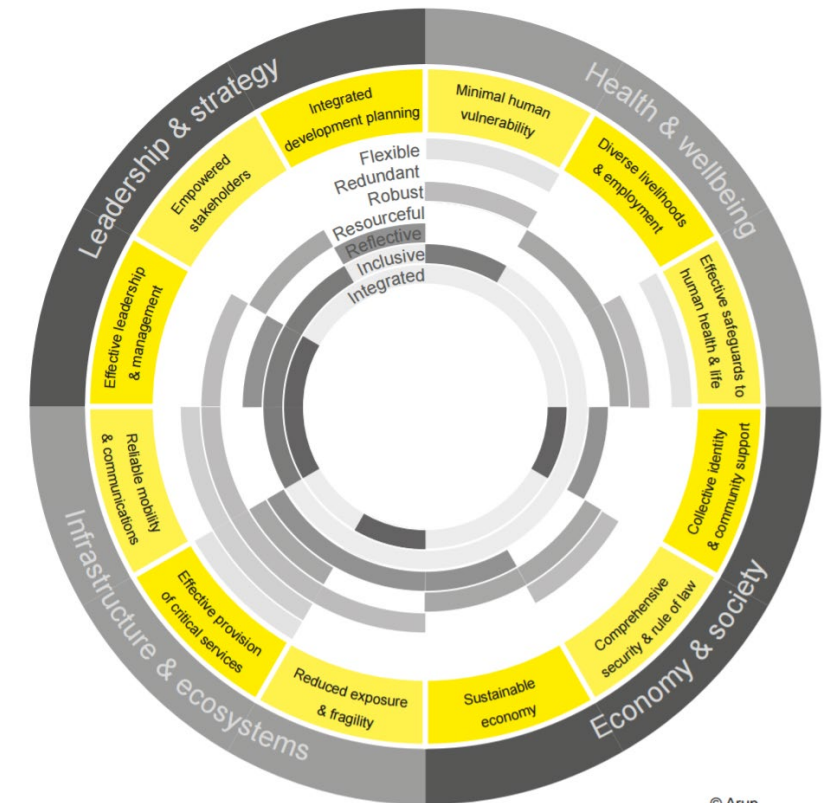 Leadership & strategy
Health & wellbeing
Integrated
development planning
Minimal human
vulnerability
Empowered
stakeholders
Diverse livelihoods
& employment
Flexible
Redundant
Robust
Resourceful
Reflective
Inclusive
Integrated
Effective leadership
& management
Effective safeguards to
human health & life
Reliable mobility
& communications
Collective identity
& community support
Effective provision
of critical services
Comprehensive
security & rule of law
Reduced exposure
& fragility
Sustainable
economy
Infrastructure & ecosystems
Economy & society
© Arup